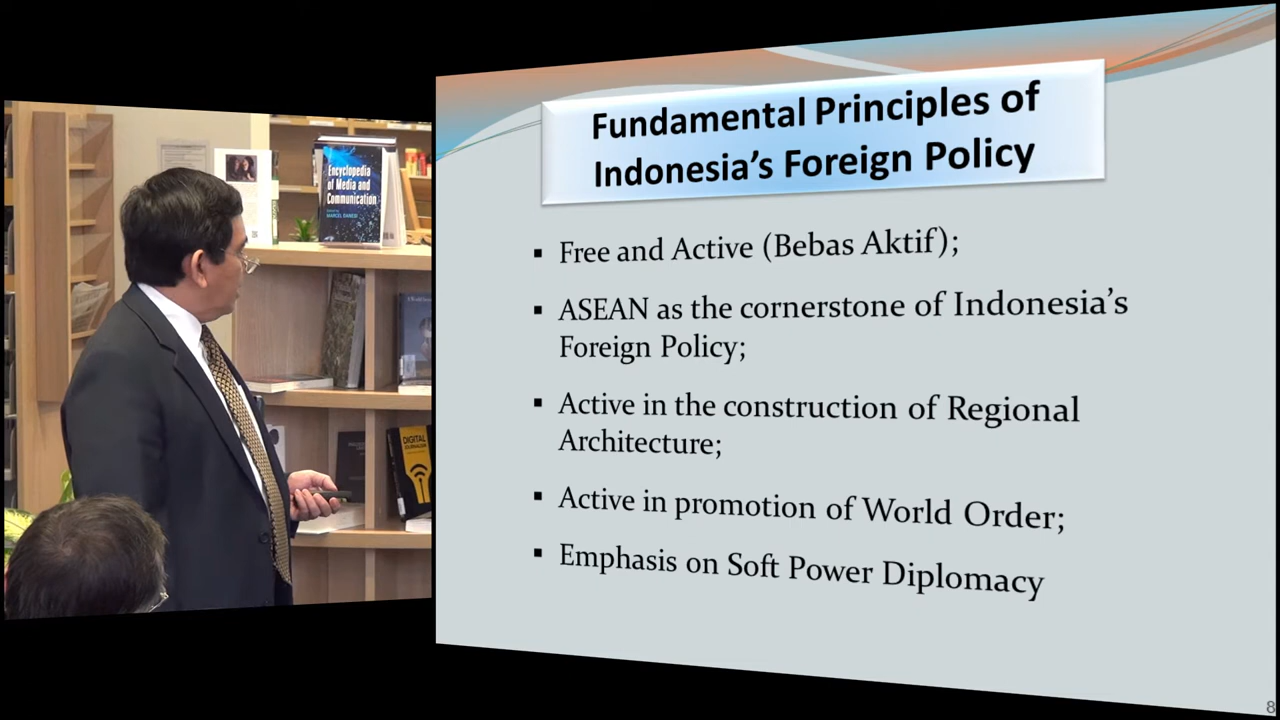 Fundamental Principles of
Indonesia's Foreign Policy
▪ Free and Active (Bebas Aktif);
▪ ASEAN as the cornerstone of Indonesia's
Foreign Policy;
▪ Active in the construction of Regional
Architecture;
▪ Active in promotion of World Order;
▪ Emphasis on Soft Power Diplomacy
8
Encyclopedia
of Media and
Communication
MARCEL DANESI
DIGITAL
JOURNALISM